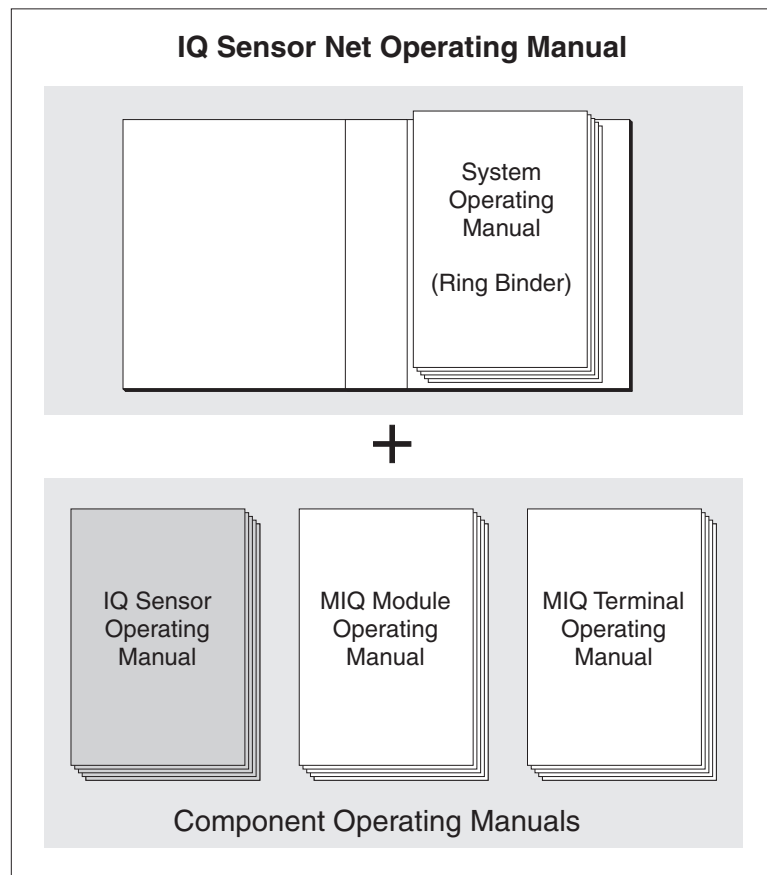 IQ Sensor Net Operating Manual
System
Operating
Manual
(Ring Binder)
+
IQ Sensor
Operating
Manual
MIQ Module
Operating
Manual
MIQ Terminal
Operating
Manual
Component Operating Manuals